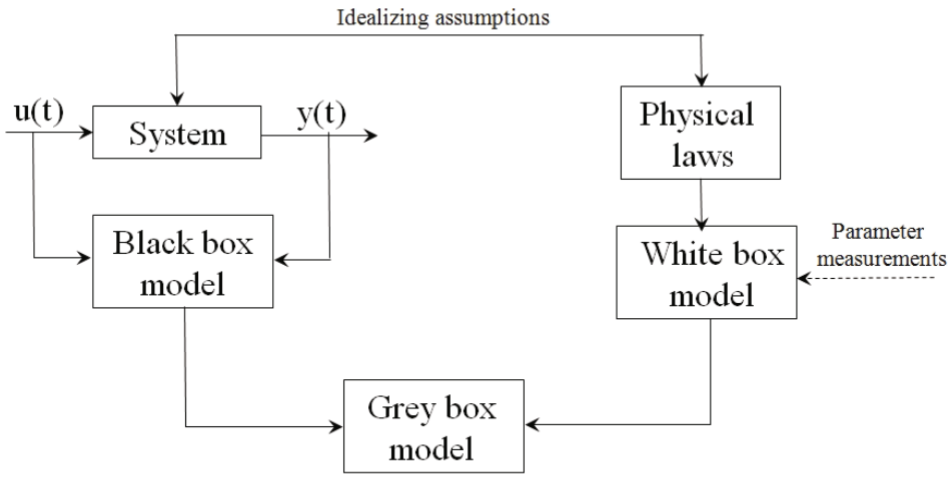 Idealizing assumptions
u(t)
System
y(t)
Physical
laws
Black box
model
White box
model
Parameter
measurements
Grey box
model